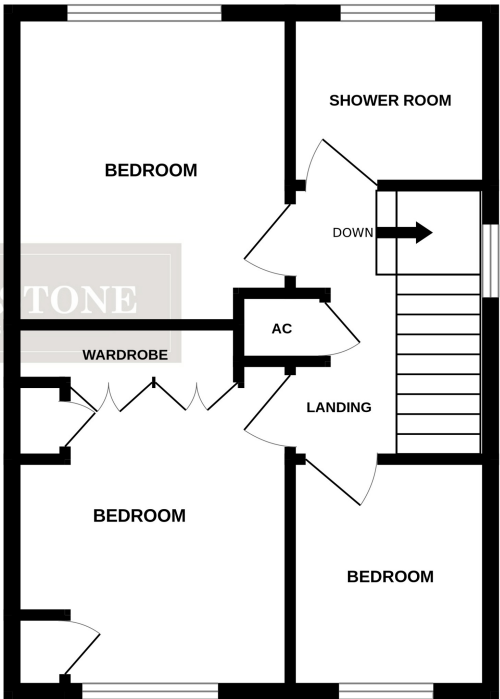 SHOWER ROOM
BEDROOM
DOWN
STONE
AC
WARDROBE
LANDING
BEDROOM
BEDROOM